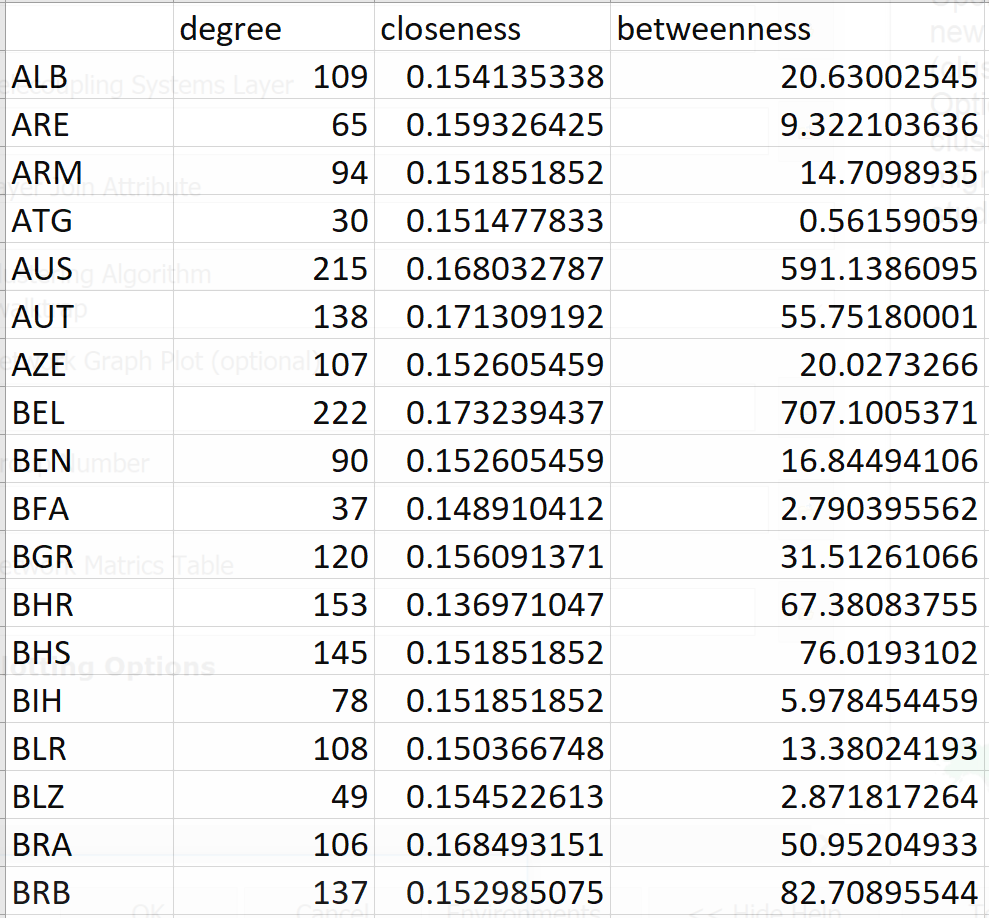 degree closeness betweenness
ALB 109 0.154135338 20.63002545
ARE 65 0.159326425 9.322103636
ARM 94 0.151851852 14.7098935
ATG 30 0.151477833 0.56159059
AUS 215 0.168032787 591.1386095
AUT 138 0.171309192 55.75180001
AZE 107 0.152605459 20.0273266
BEL 222 0.173239437 707.1005371
BEN 90 0.152605459 16.84494106
BFA 37 0.148910412 2.790395562
BGR 120 0.156091371 31.51261066
BHR 153 0.136971047 67.38083755
BHS 145 0.151851852 76.0193102
BIH 78 0.151851852 5.978454459
BLR 108 0.150366748 13.38024193
BLZ 49 0.154522613 2.871817264
BRA 106 0.168493151 50.95204933
BRB 137 0.152985075 82.70895544